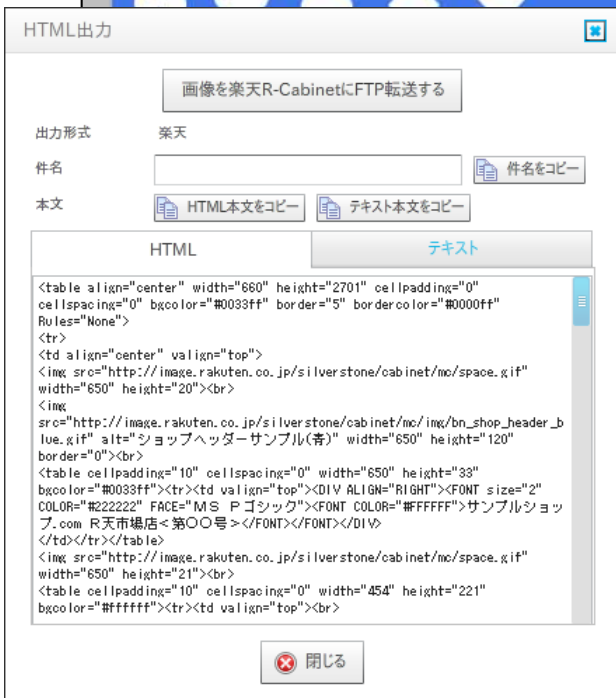 HTML出力
画像を楽天R-CabinetにFTP転送する
出力形式 楽天
件名 件名をコピー
本文 HTML本文をコピー テキスト本文をコピー
HTML テキスト
<table align="center" width="660" height="2701" cellpadding="0"
cellspacing="0" bgcolor="#0033ff" border="5" bordercolor="#0000ff"
Rules="None">
<tr>
<td align="center" valign="top">
<img src="http://image.rakuten.co.jp/silverstone/cabinet/mc/space.gif"
width="650" height="20"><br>
<img
src="http://image.rakuten.co.jp/silverstone/cabinet/mc/img/bn_shop_header_b
lue.gif" alt="ショップヘッダーサンプル(青)" width="650" height="120"
border="0"><br>
<table cellpadding="10" cellspacing="0" width="650" height="33"
bgcolor="#0033ff"><tr><td valign="top"><DIV ALIGN="RIGHT"><FONT size="2"
COLOR="#222222" FACE="ＭＳ Ｐゴシック"><FONT COLOR="#FFFFFF">サンプルショッ
プ.com R天市場店＜第〇〇号＞</FONT></FONT></DIV>
</td></tr></table>
<img src="http://image.rakuten.co.jp/silverstone/cabinet/mc/space.gif"
width="650" height="21"><br>
<table cellpadding="10" cellspacing="0" width="454" height="221"
bgcolor="#ffffff"><tr><td valign="top"><br>
閉じる